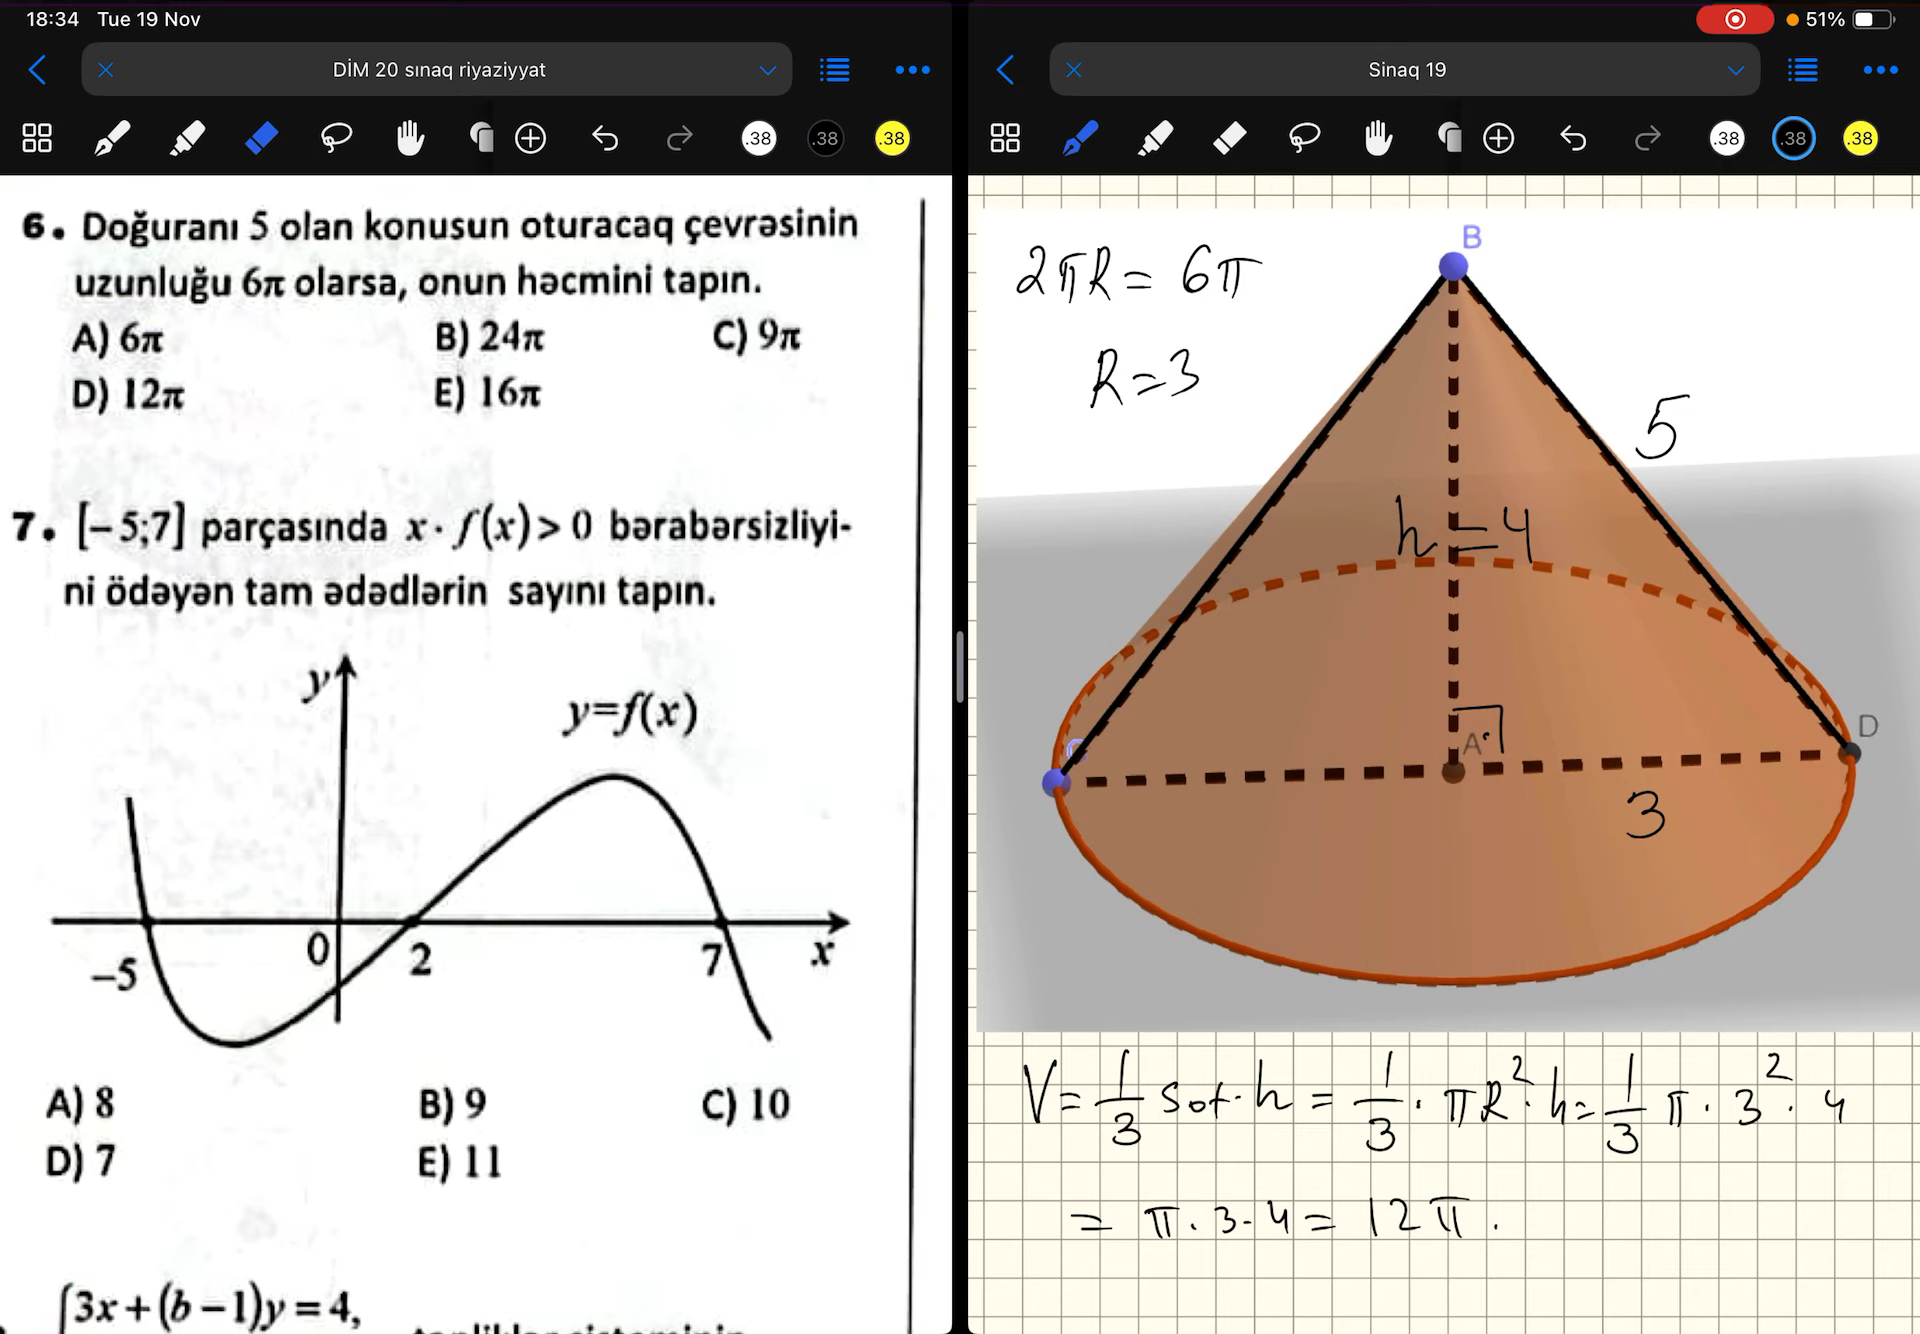 18:34 Tue 19 Nov
51%
DİM 20 sınaq riyaziyyat
Sinaq 19
.38 .38 .38
.38 .38 .38
6. Doğuranı 5 olan konusun oturacaq çevrəsinin
uzunluğu 6π olarsa, onun həcmini tapın.
A) 6π B) 24π C) 9π
D) 12π E) 16π
7. [−5;7] parçasında x · f(x) > 0 bərabərsizliyi-
ni ödəyən tam ədədlərin sayını tapın.
y
y=f(x)
−5 0 2 7 x
A) 8 B) 9 C) 10
D) 7 E) 11
3x + (b − 1)y = 4,
2πR = 6π
R = 3
B
5
h = 4
A
D
3
V = 1/3 Sot · h = 1/3 · πR² · h = 1/3 π · 3² · 4
= π · 3 · 4 = 12π.